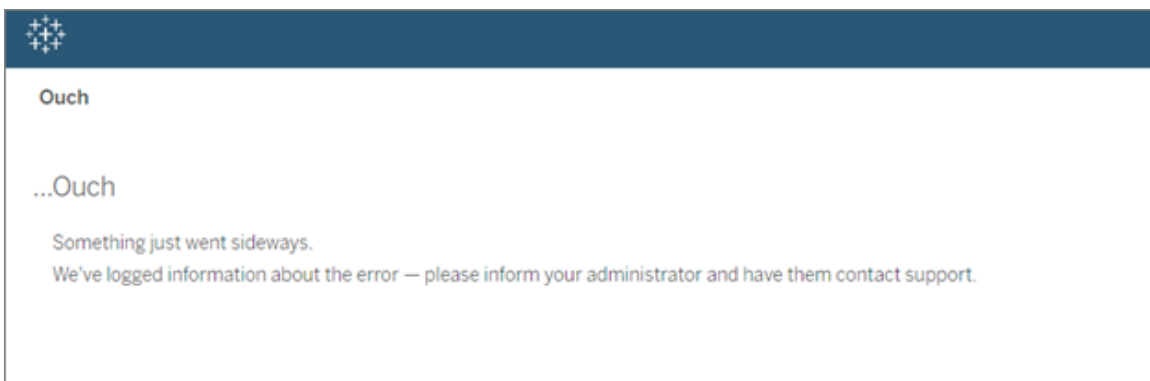 Ouch
...Ouch
Something just went sideways.
We've logged information about the error — please inform your administrator and have them contact support.